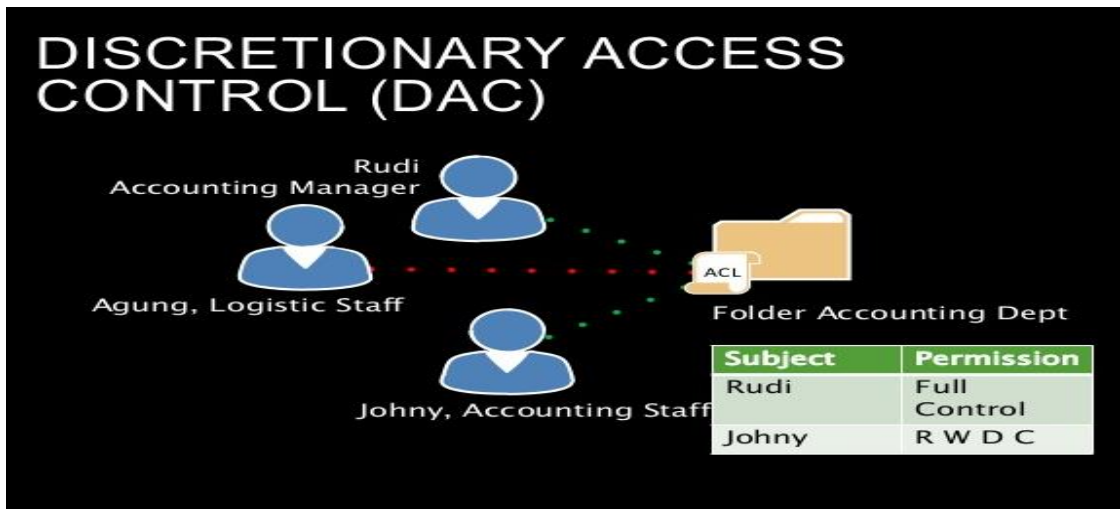 DISCRETIONARY ACCESS
CONTROL (DAC)
Rudi
Accounting Manager
Agung, Logistic Staff
Johny, Accounting Staff
ACL
Folder Accounting Dept
Subject Permission
Rudi Full
Control
Johny R W D C